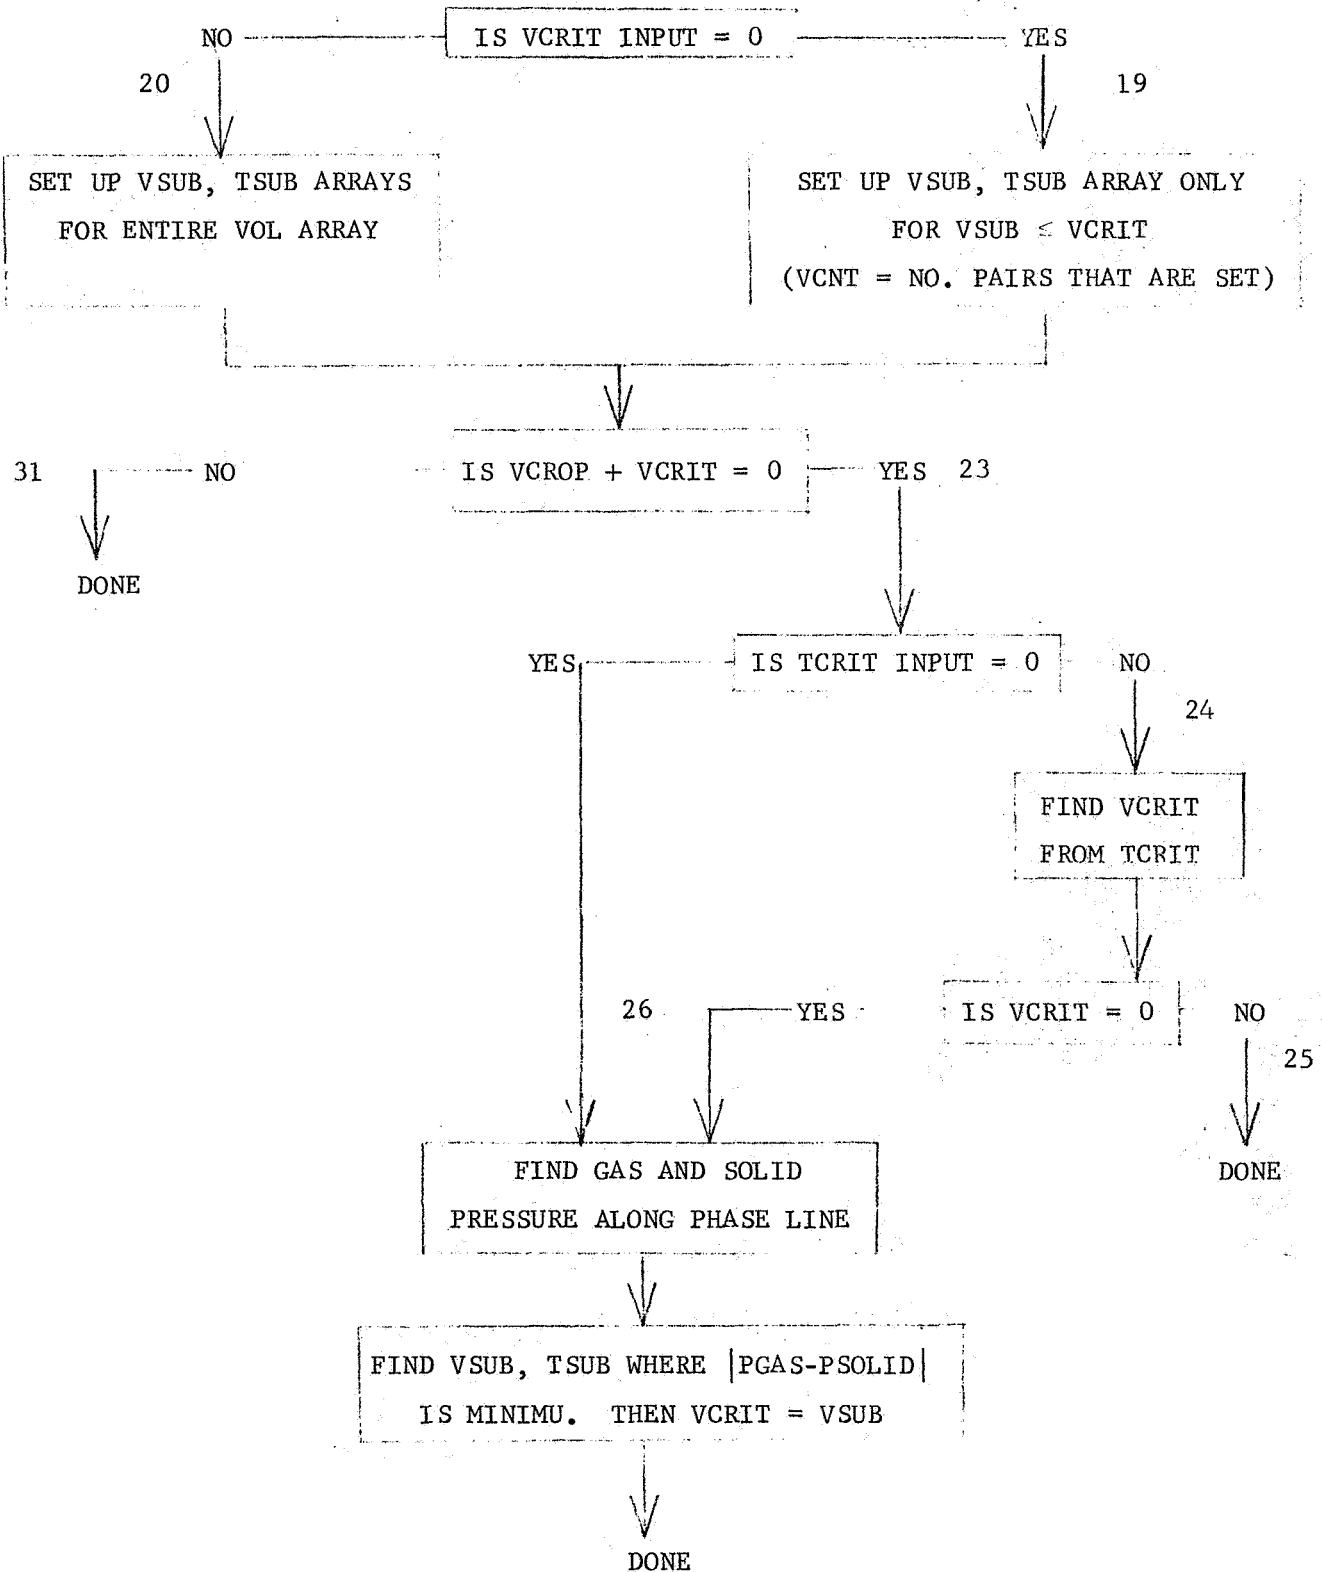 NO IS VCRIT INPUT = 0 YES
20 19
SET UP VSUB, TSUB ARRAYS
FOR ENTIRE VOL ARRAY
SET UP VSUB, TSUB ARRAY ONLY
FOR VSUB ≤ VCRIT
(VCNT = NO. PAIRS THAT ARE SET)
31 NO IS VCROP + VCRIT = 0 YES 23
DONE
YES IS TCRIT INPUT = 0 NO
24
FIND VCRIT
FROM TCRIT
26 YES IS VCRIT = 0 NO
25
DONE
FIND GAS AND SOLID
PRESSURE ALONG PHASE LINE
FIND VSUB, TSUB WHERE |PGAS-PSOLID|
IS MINIMU. THEN VCRIT = VSUB
DONE